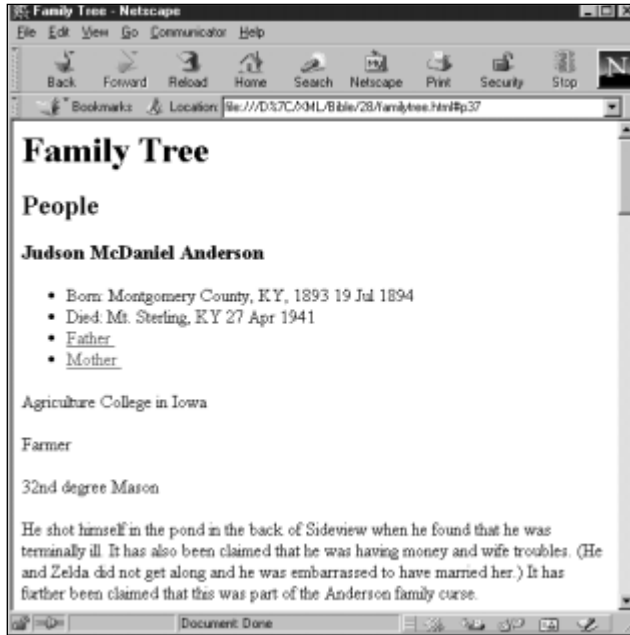 Family Tree - Netscape
File Edit View Go Communicator Help
Back Forward Reload Home Search Netscape Print Security Stop
N
Bookmarks Location: file:///D%7C/XML/Bible/28/familytree.html#p37
Family Tree
People
Judson McDaniel Anderson
• Born: Montgomery County, KY, 1893 19 Jul 1894
• Died: Mt. Sterling, KY 27 Apr 1941
• Father
• Mother
Agriculture College in Iowa
Farmer
32nd degree Mason
He shot himself in the pond in the back of Sideview when he found that he was
terminally ill. It has also been claimed that he was having money and wife troubles. (He
and Zelda did not get along and he was embarrassed to have married her.) It has
further been claimed that this was part of the Anderson family curse.
Document: Done